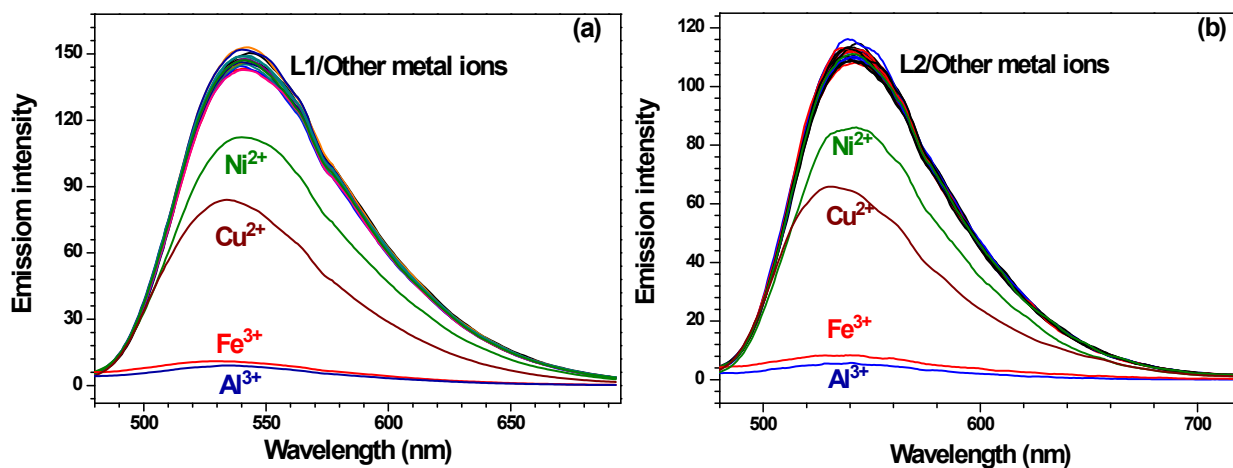 (a)
L1/Other metal ions
Ni²⁺
Cu²⁺
Fe³⁺
Al³⁺
150
120
90
60
30
0
500
550
600
650
Emissiom intensity
Wavelength (nm)
(b)
L2/Other metal ions
Ni²⁺
Cu²⁺
Fe³⁺
Al³⁺
120
100
80
60
40
20
0
500
600
700
Emission intensity
Wavelength (nm)